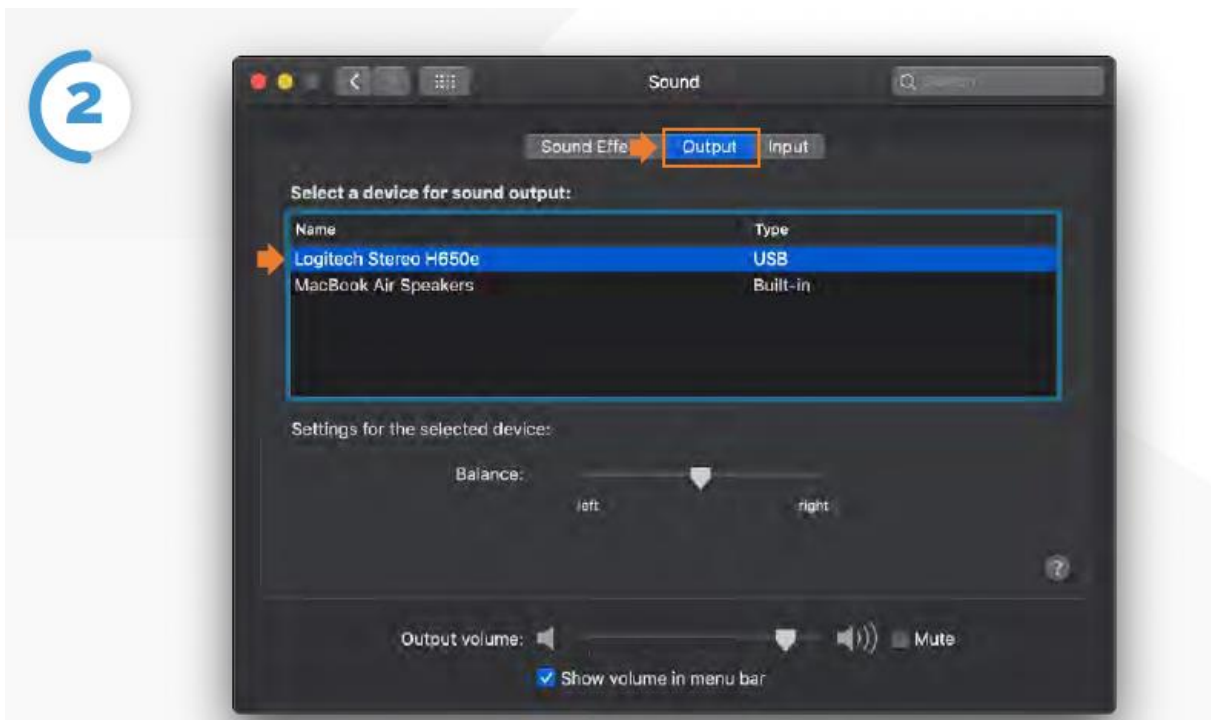 2
Sound
Sound Effe
Output
Input
Select a device for sound output:
Name Type
Logitech Stereo H650e USB
MacBook Air Speakers Built-in
Settings for the selected device:
Balance:
left right
?
Output volume: Mute
Show volume in menu bar